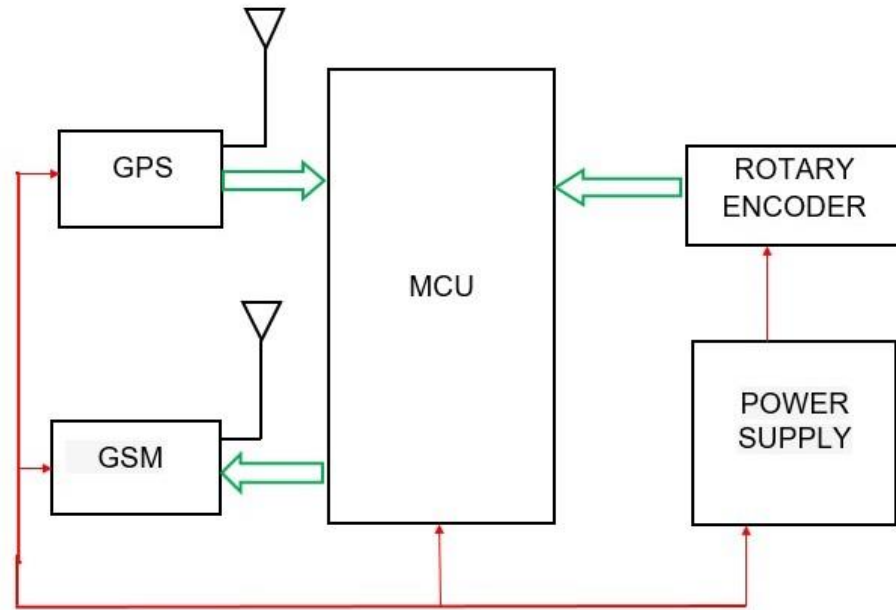 GPS
ROTARY
ENCODER
MCU
POWER
SUPPLY
GSM